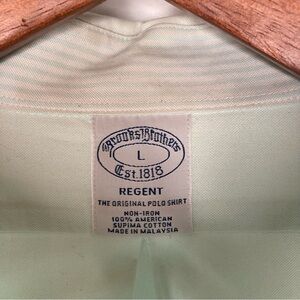 Brooks Brothers
L
Est. 1818
REGENT
THE ORIGINAL POLO SHIRT
NON-IRON
100% AMERICAN
SUPIMA COTTON
MADE IN MALAYSIA